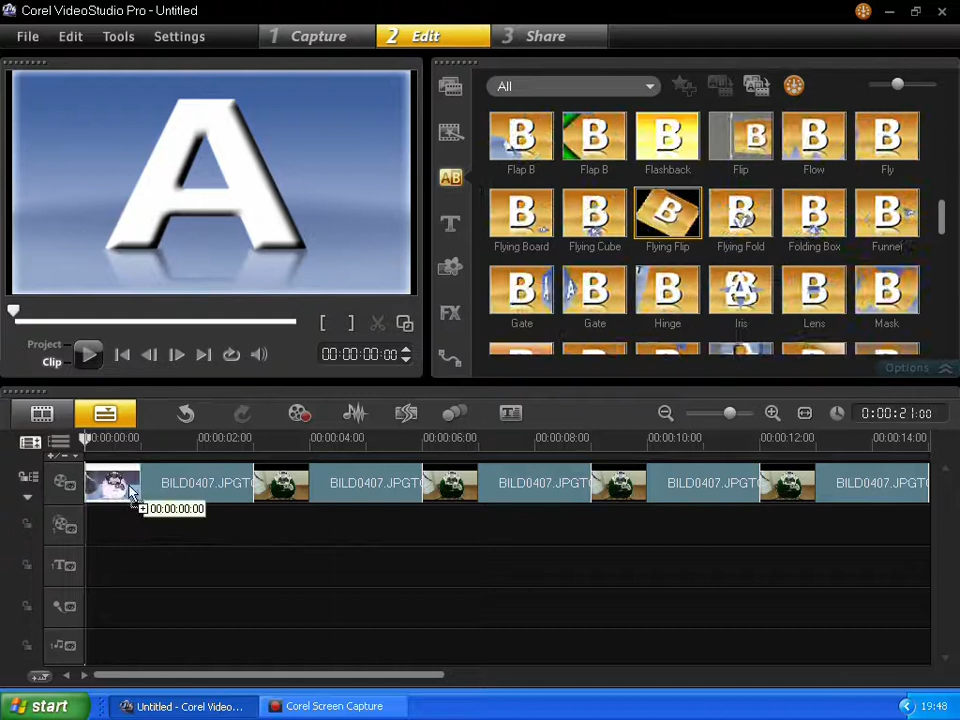 Corel VideoStudio Pro - Untitled
File Edit Tools Settings 1 Capture 2 Edit 3 Share
All
Flap B Flap B Flashback Flip Flow Fly
Flying Board Flying Cube Flying Flip Flying Fold Folding Box Funnel
Gate Gate Hinge Iris Lens Mask
A
AB
T
FX
Project
Clip
00:00:00:00
Options
0:00:21:00
00:00:00:00 00:00:02:00 00:00:04:00 00:00:06:00 00:00:08:00 00:00:10:00 00:00:12:00 00:00:14:00
BILD0407.JPGT BILD0407.JPGT BILD0407.JPGT BILD0407.JPGT BILD0407.JPGT
00:00:00:00
start Untitled - Corel Video... Corel Screen Capture 19:48